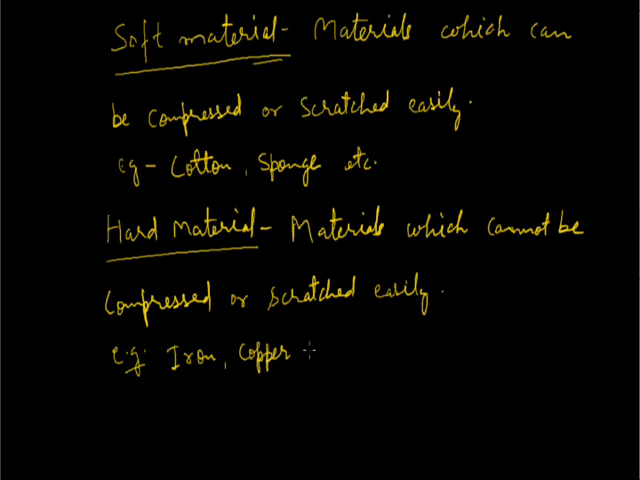 Soft material - Materials which can
be compressed or scratched easily.
eg - Cotton, Sponge etc.
Hard Material - Materials which cannot be
compressed or scratched easily.
e.g. Iron, Copper